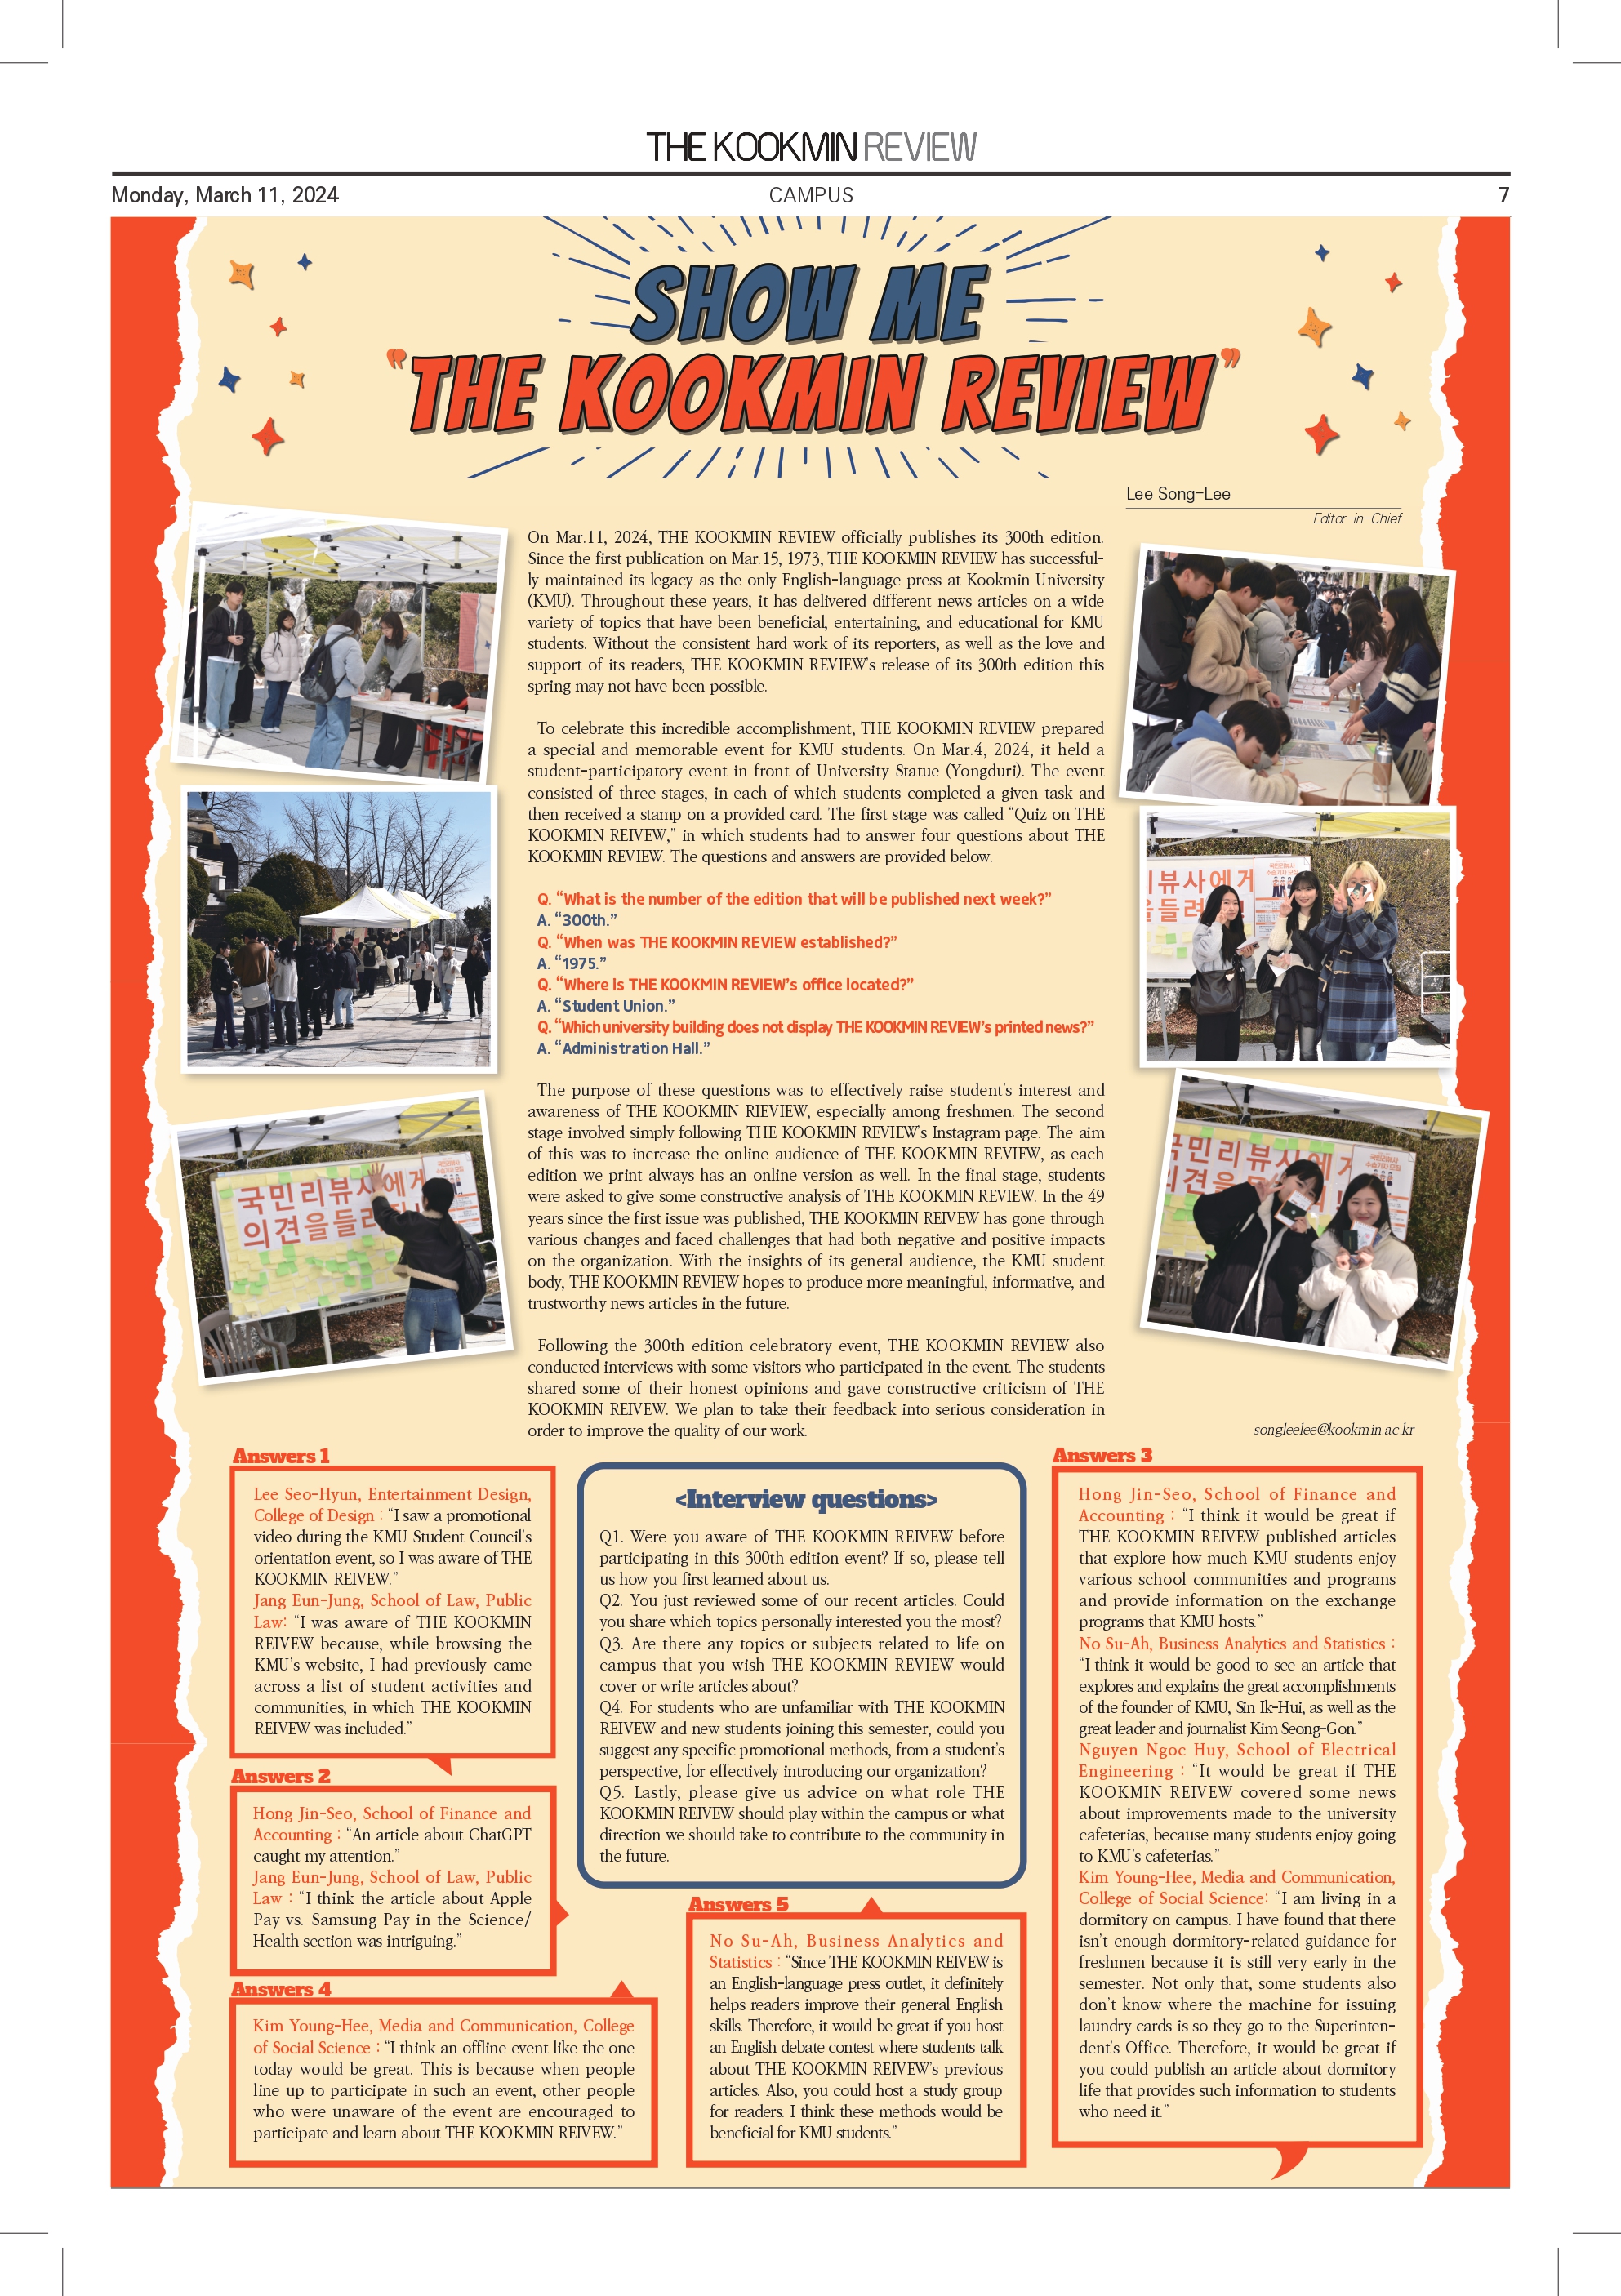 THE KOOKMIN REVIEW
Monday, March 11, 2024
CAMPUS
7
SHOW ME
"THE KOOKMIN REVIEW"
Lee Song-Lee
Editor-in-Chief
On Mar.11, 2024, THE KOOKMIN REVIEW officially publishes its 300th edition.
Since the first publication on Mar.15, 1973, THE KOOKMIN REVIEW has successful-
ly maintained its legacy as the only English-language press at Kookmin University
(KMU). Throughout these years, it has delivered different news articles on a wide
variety of topics that have been beneficial, entertaining, and educational for KMU
students. Without the consistent hard work of its reporters, as well as the love and
support of its readers, THE KOOKMIN REVIEW's release of its 300th edition this
spring may not have been possible.
To celebrate this incredible accomplishment, THE KOOKMIN REVIEW prepared
a special and memorable event for KMU students. On Mar.4, 2024, it held a
student-participatory event in front of University Statue (Yongduri). The event
consisted of three stages, in each of which students completed a given task and
then received a stamp on a provided card. The first stage was called “Quiz on THE
KOOKMIN REIVEW,” in which students had to answer four questions about THE
KOOKMIN REVIEW. The questions and answers are provided below.
Q. “What is the number of the edition that will be published next week?”
A. “300th.”
Q. “When was THE KOOKMIN REVIEW established?”
A. “1975.”
Q. “Where is THE KOOKMIN REVIEW’s office located?”
A. “Student Union.”
Q. “Which university building does not display THE KOOKMIN REVIEW’s printed news?”
A. “Administration Hall.”
The purpose of these questions was to effectively raise student’s interest and
awareness of THE KOOKMIN RIEVIEW, especially among freshmen. The second
stage involved simply following THE KOOKMIN REVIEW’s Instagram page. The aim
of this was to increase the online audience of THE KOOKMIN REVIEW, as each
edition we print always has an online version as well. In the final stage, students
were asked to give some constructive analysis of THE KOOKMIN REVIEW. In the 49
years since the first issue was published, THE KOOKMIN REIVEW has gone through
various changes and faced challenges that had both negative and positive impacts
on the organization. With the insights of its general audience, the KMU student
body, THE KOOKMIN REVIEW hopes to produce more meaningful, informative, and
trustworthy news articles in the future.
Following the 300th edition celebratory event, THE KOOKMIN REVIEW also
conducted interviews with some visitors who participated in the event. The students
shared some of their honest opinions and gave constructive criticism of THE
KOOKMIN REIVEW. We plan to take their feedback into serious consideration in
order to improve the quality of our work.
songleelee@kookmin.ac.kr
리뷰사에게
을들려
국민리뷰사에게
의견을들려
국민리뷰사에게
의견을
Answers 1
Lee Seo-Hyun, Entertainment Design,
College of Design : “I saw a promotional
video during the KMU Student Council’s
orientation event, so I was aware of THE
KOOKMIN REIVEW.”
Jang Eun-Jung, School of Law, Public
Law: “I was aware of THE KOOKMIN
REIVEW because, while browsing the
KMU’s website, I had previously came
across a list of student activities and
communities, in which THE KOOKMIN
REIVEW was included.”
Answers 2
Hong Jin-Seo, School of Finance and
Accounting : “An article about ChatGPT
caught my attention.”
Jang Eun-Jung, School of Law, Public
Law : “I think the article about Apple
Pay vs. Samsung Pay in the Science/
Health section was intriguing.”
Answers 4
Kim Young-Hee, Media and Communication, College
of Social Science : “I think an offline event like the one
today would be great. This is because when people
line up to participate in such an event, other people
who were unaware of the event are encouraged to
participate and learn about THE KOOKMIN REIVEW.”
<Interview questions>
Q1. Were you aware of THE KOOKMIN REIVEW before
participating in this 300th edition event? If so, please tell
us how you first learned about us.
Q2. You just reviewed some of our recent articles. Could
you share which topics personally interested you the most?
Q3. Are there any topics or subjects related to life on
campus that you wish THE KOOKMIN REVIEW would
cover or write articles about?
Q4. For students who are unfamiliar with THE KOOKMIN
REIVEW and new students joining this semester, could you
suggest any specific promotional methods, from a student’s
perspective, for effectively introducing our organization?
Q5. Lastly, please give us advice on what role THE
KOOKMIN REIVEW should play within the campus or what
direction we should take to contribute to the community in
the future.
Answers 5
No Su-Ah, Business Analytics and
Statistics : “Since THE KOOKMIN REIVEW is
an English-language press outlet, it definitely
helps readers improve their general English
skills. Therefore, it would be great if you host
an English debate contest where students talk
about THE KOOKMIN REIVEW’s previous
articles. Also, you could host a study group
for readers. I think these methods would be
beneficial for KMU students.”
Answers 3
Hong Jin-Seo, School of Finance and
Accounting : “I think it would be great if
THE KOOKMIN REIVEW published articles
that explore how much KMU students enjoy
various school communities and programs
and provide information on the exchange
programs that KMU hosts.”
No Su-Ah, Business Analytics and Statistics :
“I think it would be good to see an article that
explores and explains the great accomplishments
of the founder of KMU, Sin Ik-Hui, as well as the
great leader and journalist Kim Seong-Gon.”
Nguyen Ngoc Huy, School of Electrical
Engineering : “It would be great if THE
KOOKMIN REIVEW covered some news
about improvements made to the university
cafeterias, because many students enjoy going
to KMU’s cafeterias.”
Kim Young-Hee, Media and Communication,
College of Social Science: “I am living in a
dormitory on campus. I have found that there
isn’t enough dormitory-related guidance for
freshmen because it is still very early in the
semester. Not only that, some students also
don’t know where the machine for issuing
laundry cards is so they go to the Superinten-
dent’s Office. Therefore, it would be great if
you could publish an article about dormitory
life that provides such information to students
who need it.”